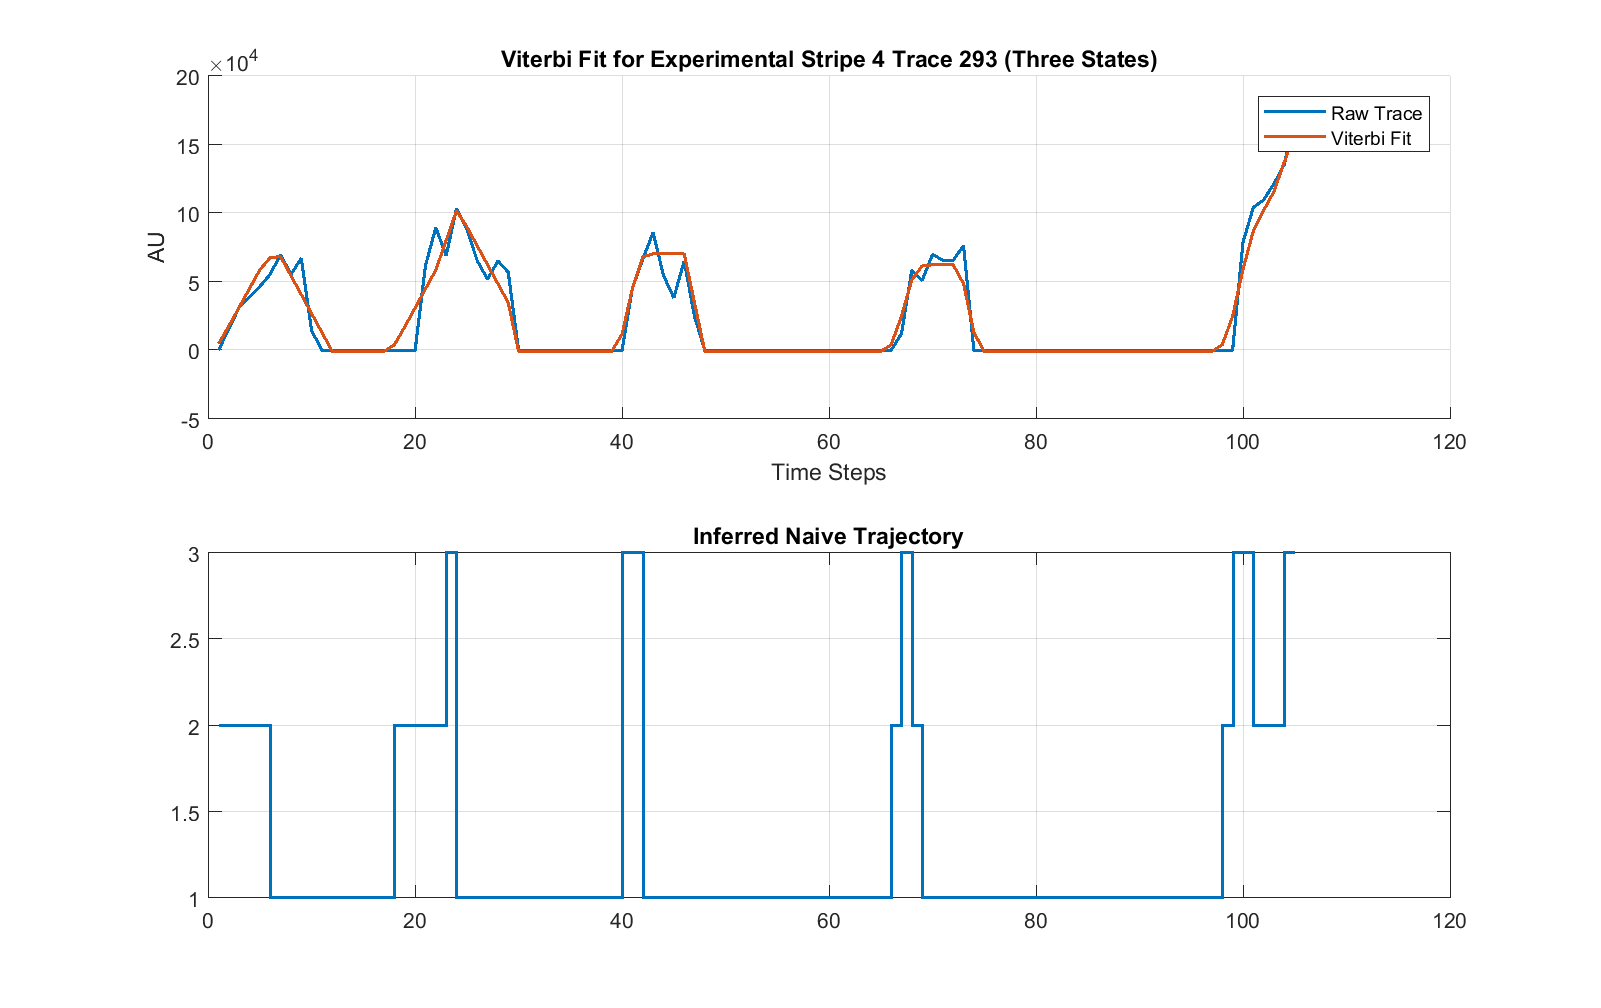 Viterbi Fit for Experimental Stripe 4 Trace 293 (Three States)
×10⁴
20
15
10
5
0
-5
AU
Raw Trace
Viterbi Fit
0 20 40 60 80 100 120
Time Steps
Inferred Naive Trajectory
3
2.5
2
1.5
1
0 20 40 60 80 100 120